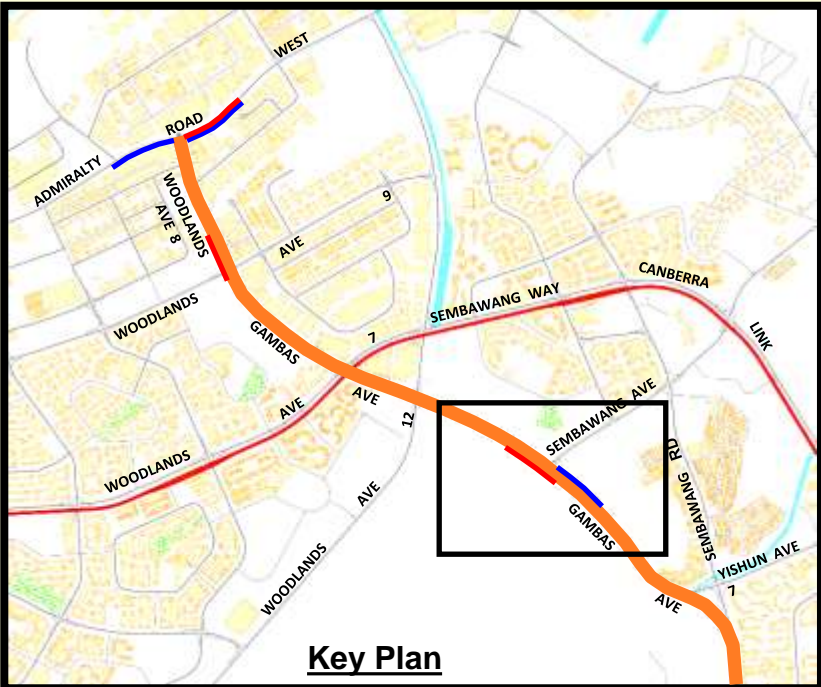 WEST
ROAD
ADMIRALTY
WOODLANDS
AVE 8
9
AVE
WOODLANDS
CANBERRA
SEMBAWANG WAY
LINK
GAMBAS
7
AVE
AVE
12
SEMBAWANG AVE
WOODLANDS
SEMBAWANG RD
AVE
GAMBAS
WOODLANDS
YISHUN AVE
7
AVE
Key Plan